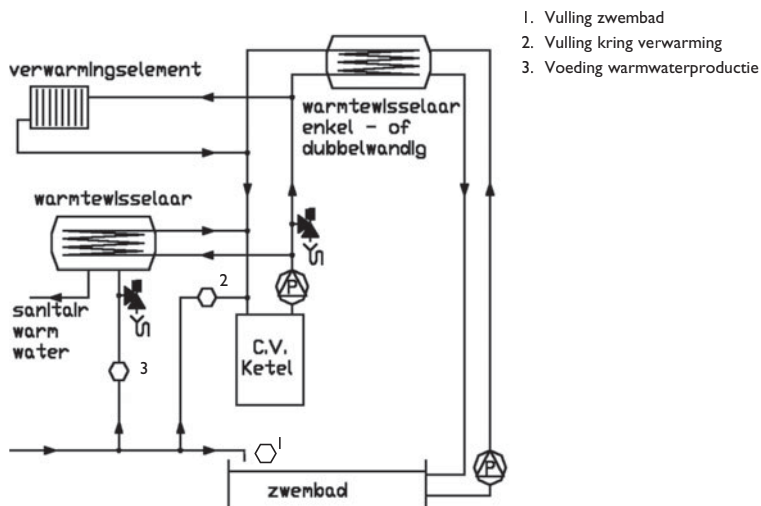 1. Vulling zwembad
2. Vulling kring verwarming
3. Voeding warmwaterproductie
verwarmingselement
warmtewisselaar
enkel - of
dubbelwandig
warmtewisselaar
2
P
sanitair
warm
water
3
C.V.
Ketel
1
P
zwembad